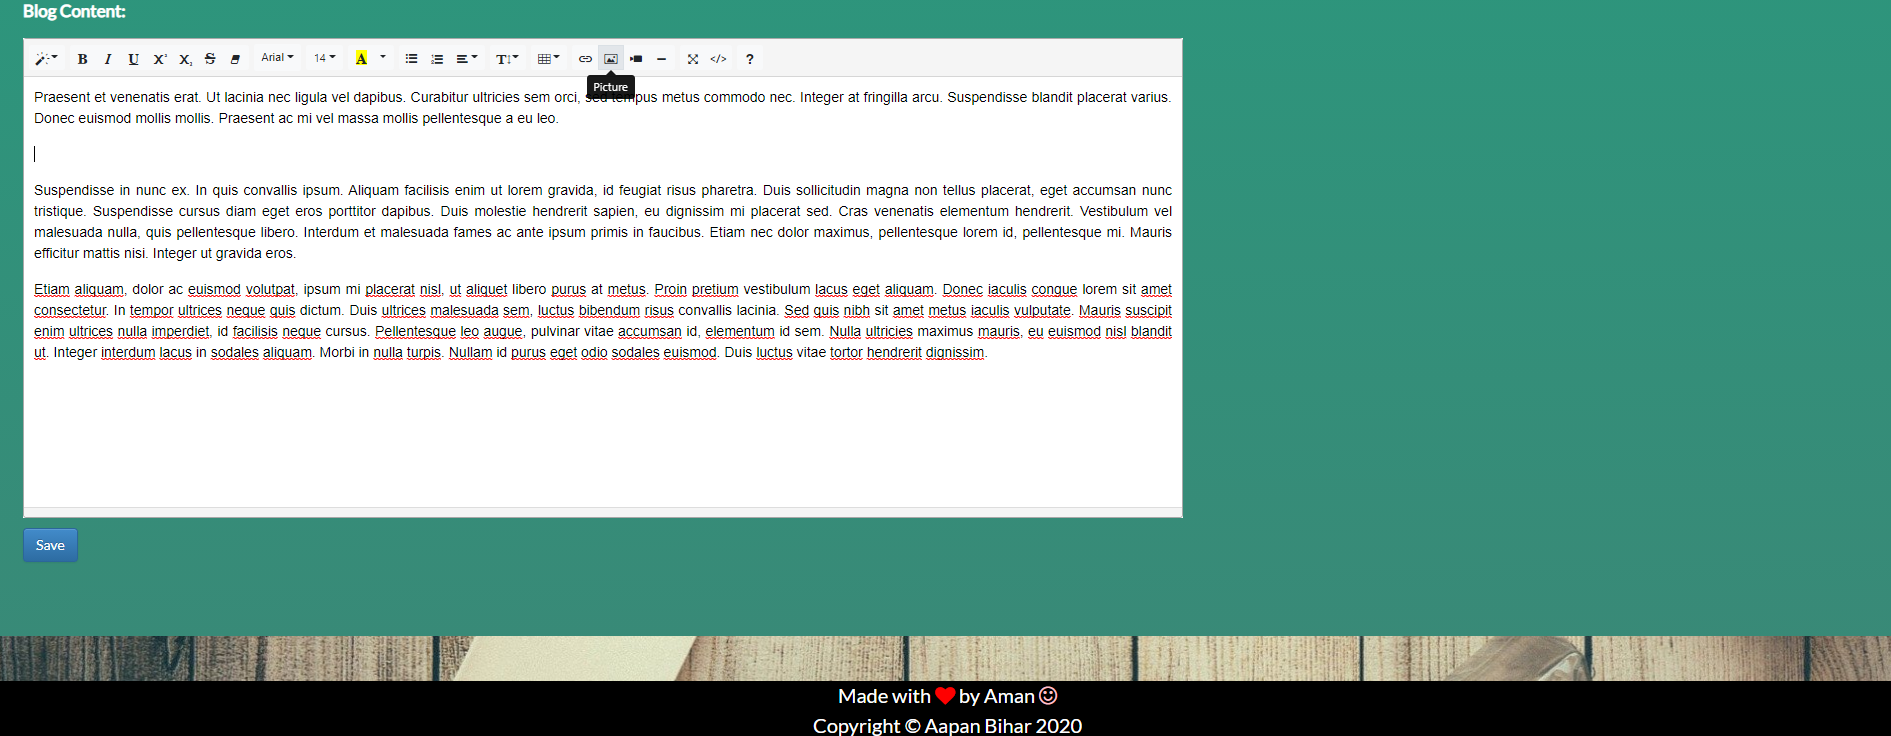 Blog Content:
B I U X² X₂ S Arial 14 A T↕ </> ?
Picture
Praesent et venenatis erat. Ut lacinia nec ligula vel dapibus. Curabitur ultricies sem orci, sed tempus metus commodo nec. Integer at fringilla arcu. Suspendisse blandit placerat varius.
Donec euismod mollis mollis. Praesent ac mi vel massa mollis pellentesque a eu leo.
Suspendisse in nunc ex. In quis convallis ipsum. Aliquam facilisis enim ut lorem gravida, id feugiat risus pharetra. Duis sollicitudin magna non tellus placerat, eget accumsan nunc
tristique. Suspendisse cursus diam eget eros porttitor dapibus. Duis molestie hendrerit sapien, eu dignissim mi placerat sed. Cras venenatis elementum hendrerit. Vestibulum vel
malesuada nulla, quis pellentesque libero. Interdum et malesuada fames ac ante ipsum primis in faucibus. Etiam nec dolor maximus, pellentesque lorem id, pellentesque mi. Mauris
efficitur mattis nisi. Integer ut gravida eros.
Etiam aliquam, dolor ac euismod volutpat, ipsum mi placerat nisl, ut aliquet libero purus at metus. Proin pretium vestibulum lacus eget aliquam. Donec iaculis congue lorem sit amet
consectetur. In tempor ultrices neque quis dictum. Duis ultrices malesuada sem, luctus bibendum risus convallis lacinia. Sed quis nibh sit amet metus iaculis vulputate. Mauris suscipit
enim ultrices nulla imperdiet, id facilisis neque cursus. Pellentesque leo augue, pulvinar vitae accumsan id, elementum id sem. Nulla ultricies maximus mauris, eu euismod nisl blandit
ut. Integer interdum lacus in sodales aliquam. Morbi in nulla turpis. Nullam id purus eget odio sodales euismod. Duis luctus vitae tortor hendrerit dignissim.
Save
Made with ❤ by Aman ☺
Copyright © Aapan Bihar 2020